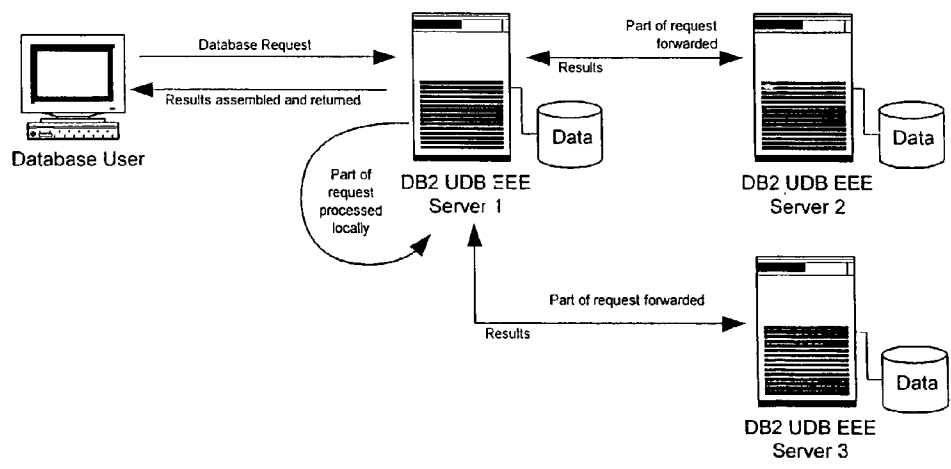 Database Request
Results assembled and returned
Database User
Part of
request
processed
locally
Data
DB2 UDB EEE
Server 1
Part of request
forwarded
Results
Data
DB2 UDB EEE
Server 2
Part of request forwarded
Results
Data
DB2 UDB EEE
Server 3